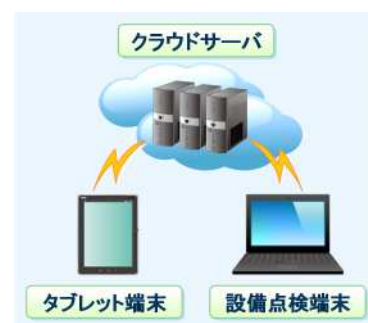 クラウドサーバ
タブレット端末
設備点検端末